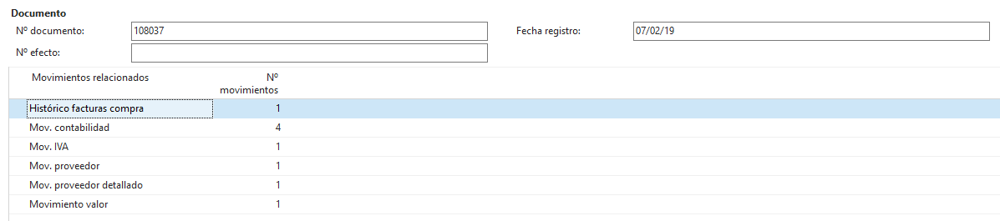 Documento
Nº documento: 108037 Fecha registro: 07/02/19
Nº efecto:
Movimientos relacionados Nº
movimientos
Histórico facturas compra 1
Mov. contabilidad 4
Mov. IVA 1
Mov. proveedor 1
Mov. proveedor detallado 1
Movimiento valor 1